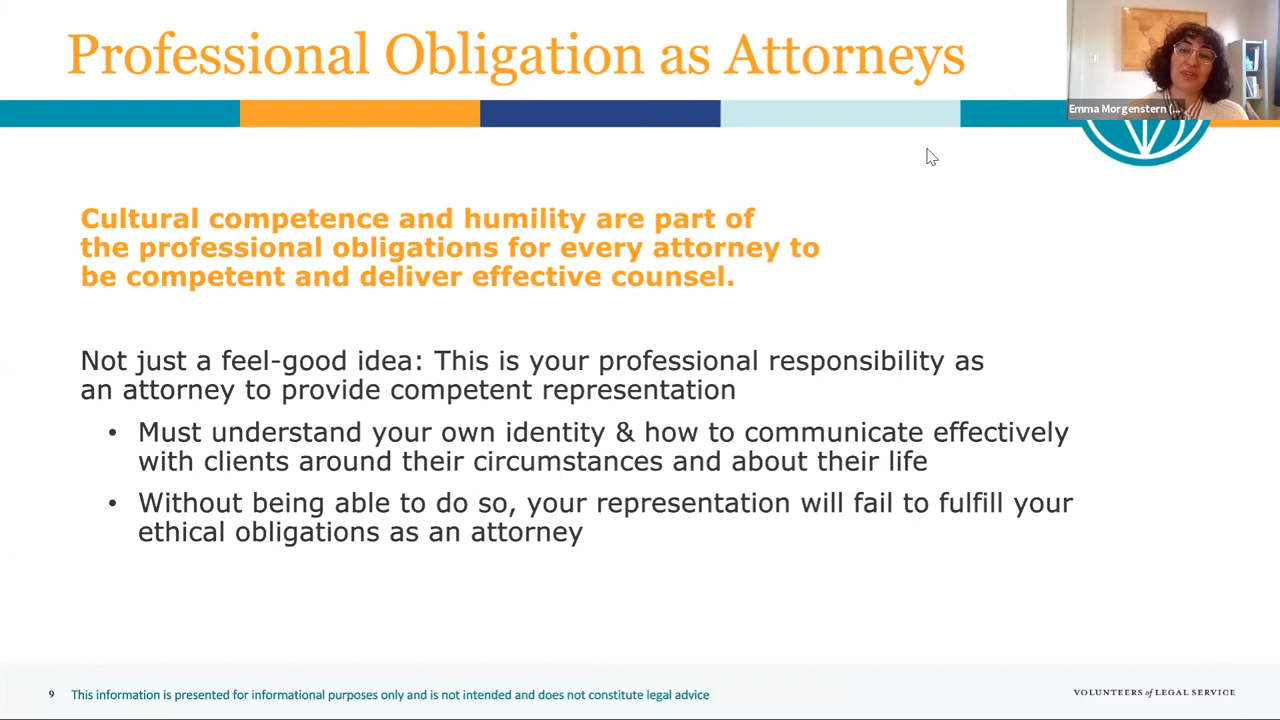 Professional Obligation as Attorneys
Emma Morgenstern (...
Cultural competence and humility are part of
the professional obligations for every attorney to
be competent and deliver effective counsel.
Not just a feel-good idea: This is your professional responsibility as
an attorney to provide competent representation
• Must understand your own identity & how to communicate effectively
with clients around their circumstances and about their life
• Without being able to do so, your representation will fail to fulfill your
ethical obligations as an attorney
9 This information is presented for informational purposes only and is not intended and does not constitute legal advice
VOLUNTEERS of LEGAL SERVICE